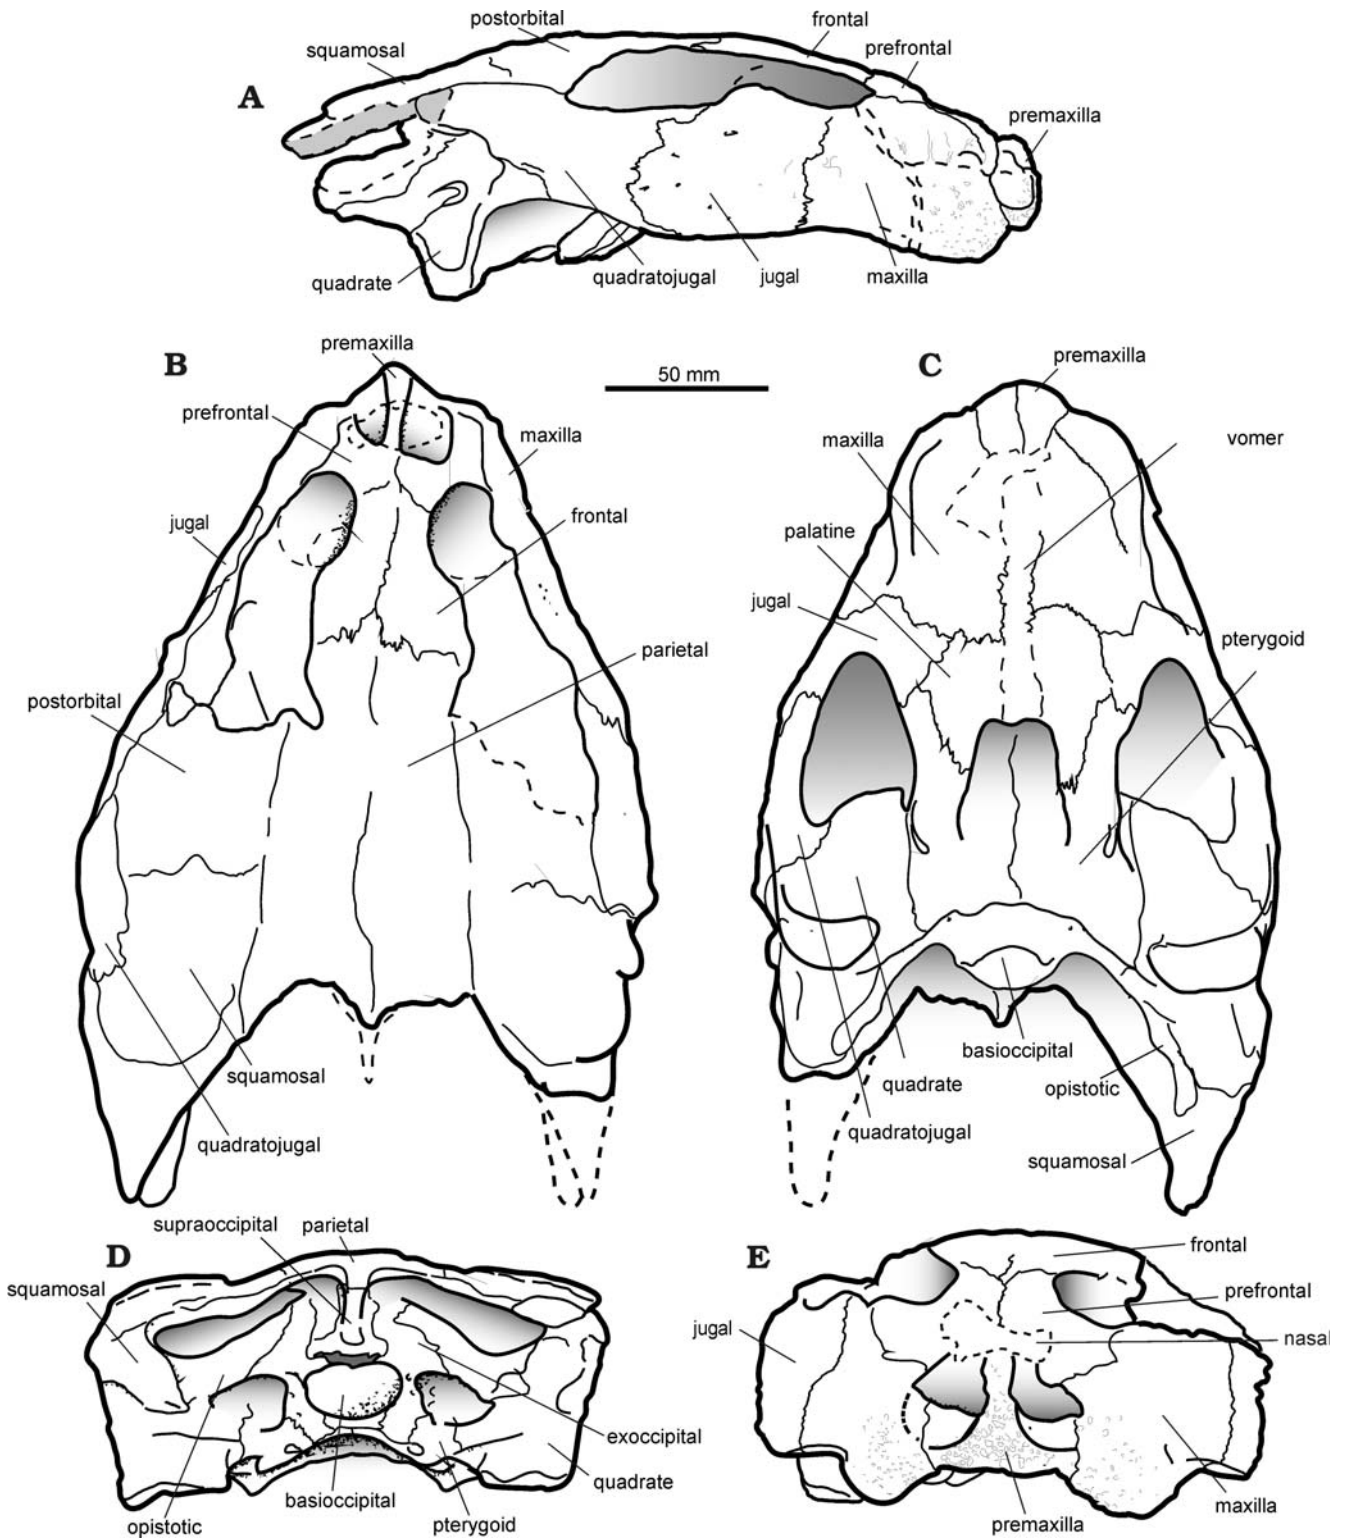 A
postorbital
frontal
squamosal
prefrontal
premaxilla
quadrate
quadratojugal
jugal
maxilla
B
premaxilla
50 mm
prefrontal
maxilla
jugal
frontal
parietal
postorbital
squamosal
quadratojugal
C
premaxilla
maxilla
vomer
palatine
jugal
pterygoid
basioccipital
quadrate
opistotic
quadratojugal
squamosal
D
supraoccipital
parietal
squamosal
exoccipital
quadrate
basioccipital
opistotic
pterygoid
E
frontal
prefrontal
jugal
nasal
maxilla
premaxilla